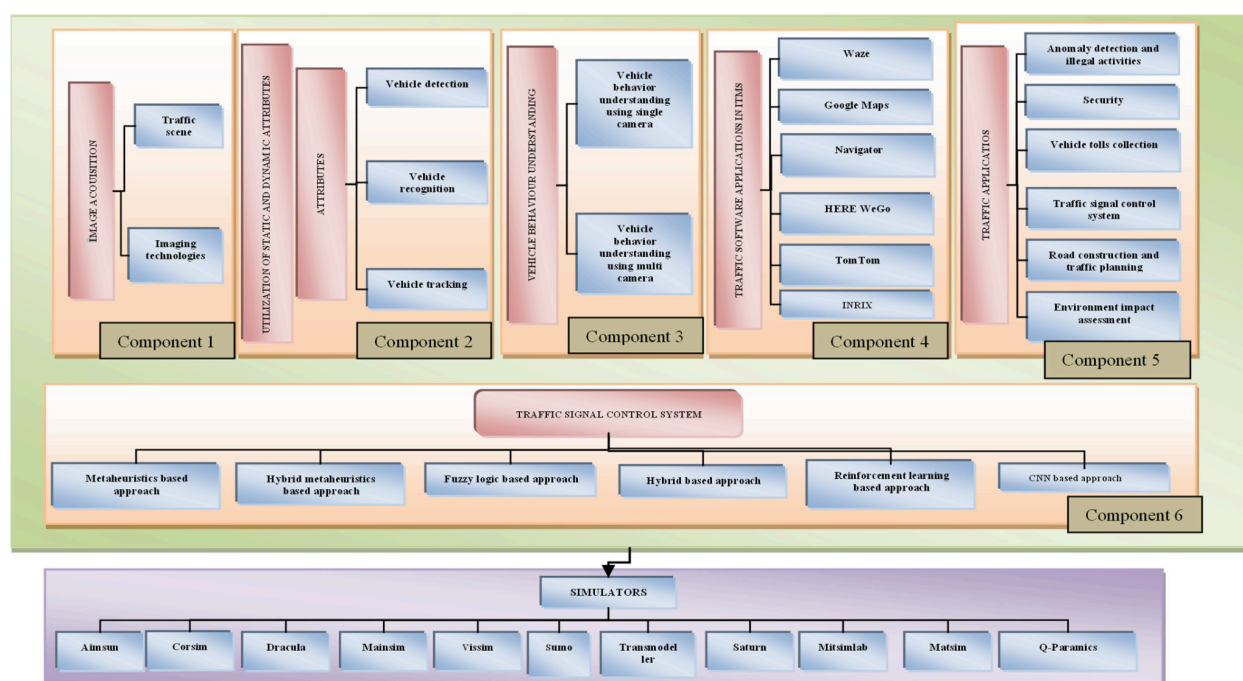 IMAGE ACQUISITION
Traffic
scene
Imaging
technologies
Component 1
UTILIZATION OF STATIC AND DYNAMIC ATTRIBUTES
ATTRIBUTES
Vehicle detection
Vehicle
recognition
Vehicle tracking
Component 2
VEHICLE BEHAVIOUR UNDERSTANDING
Vehicle
behavior
understanding
using single
camera
Vehicle
behavior
understanding
using multi
camera
Component 3
TRAFFIC SOFTWARE APPLICATIONS IN ITMS
Waze
Google Maps
Navigator
HERE WeGo
TomTom
INRIX
Component 4
TRAFFIC APPLICATIOS
Anomaly detection and
illegal activities
Security
Vehicle tolls collection
Traffic signal control
system
Road construction and
traffic planning
Environment impact
assessment
Component 5
TRAFFIC SIGNAL CONTROL SYSTEM
Metaheuristics based
approach
Hybrid metaheuristics
based approach
Fuzzy logic based
approach
Hybrid based
approach
Reinforcement learning
based approach
CNN based approach
Component 6
SIMULATORS
Aimsun
Corsim
Dracula
Mainsim
Vissim
Sumo
Transmodel
ler
Saturn
Mitsimlab
Matsim
Q-Paramics